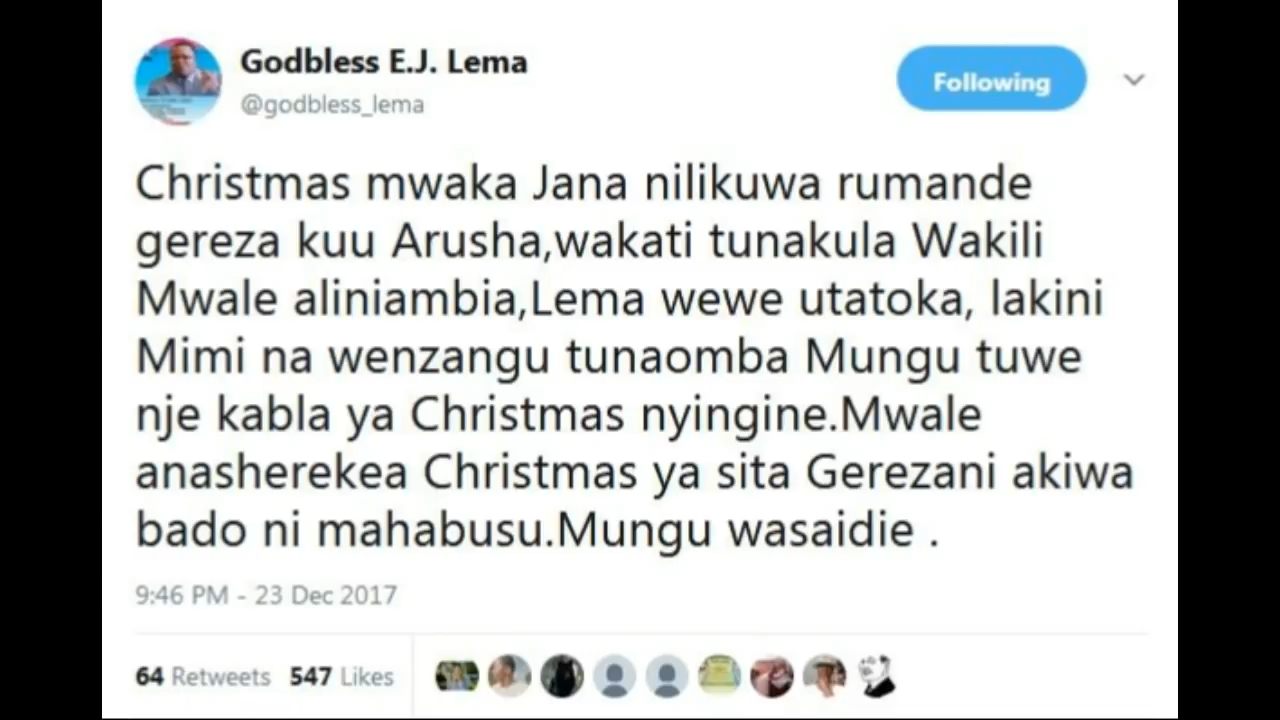 Godbless E.J. Lema
@godbless_lema
Following
Christmas mwaka Jana nilikuwa rumande
gereza kuu Arusha,wakati tunakula Wakili
Mwale aliniambia,Lema wewe utatoka, lakini
Mimi na wenzangu tunaomba Mungu tuwe
nje kabla ya Christmas nyingine.Mwale
anasherekea Christmas ya sita Gerezani akiwa
bado ni mahabusu.Mungu wasaidie .
9:46 PM - 23 Dec 2017
64 Retweets 547 Likes